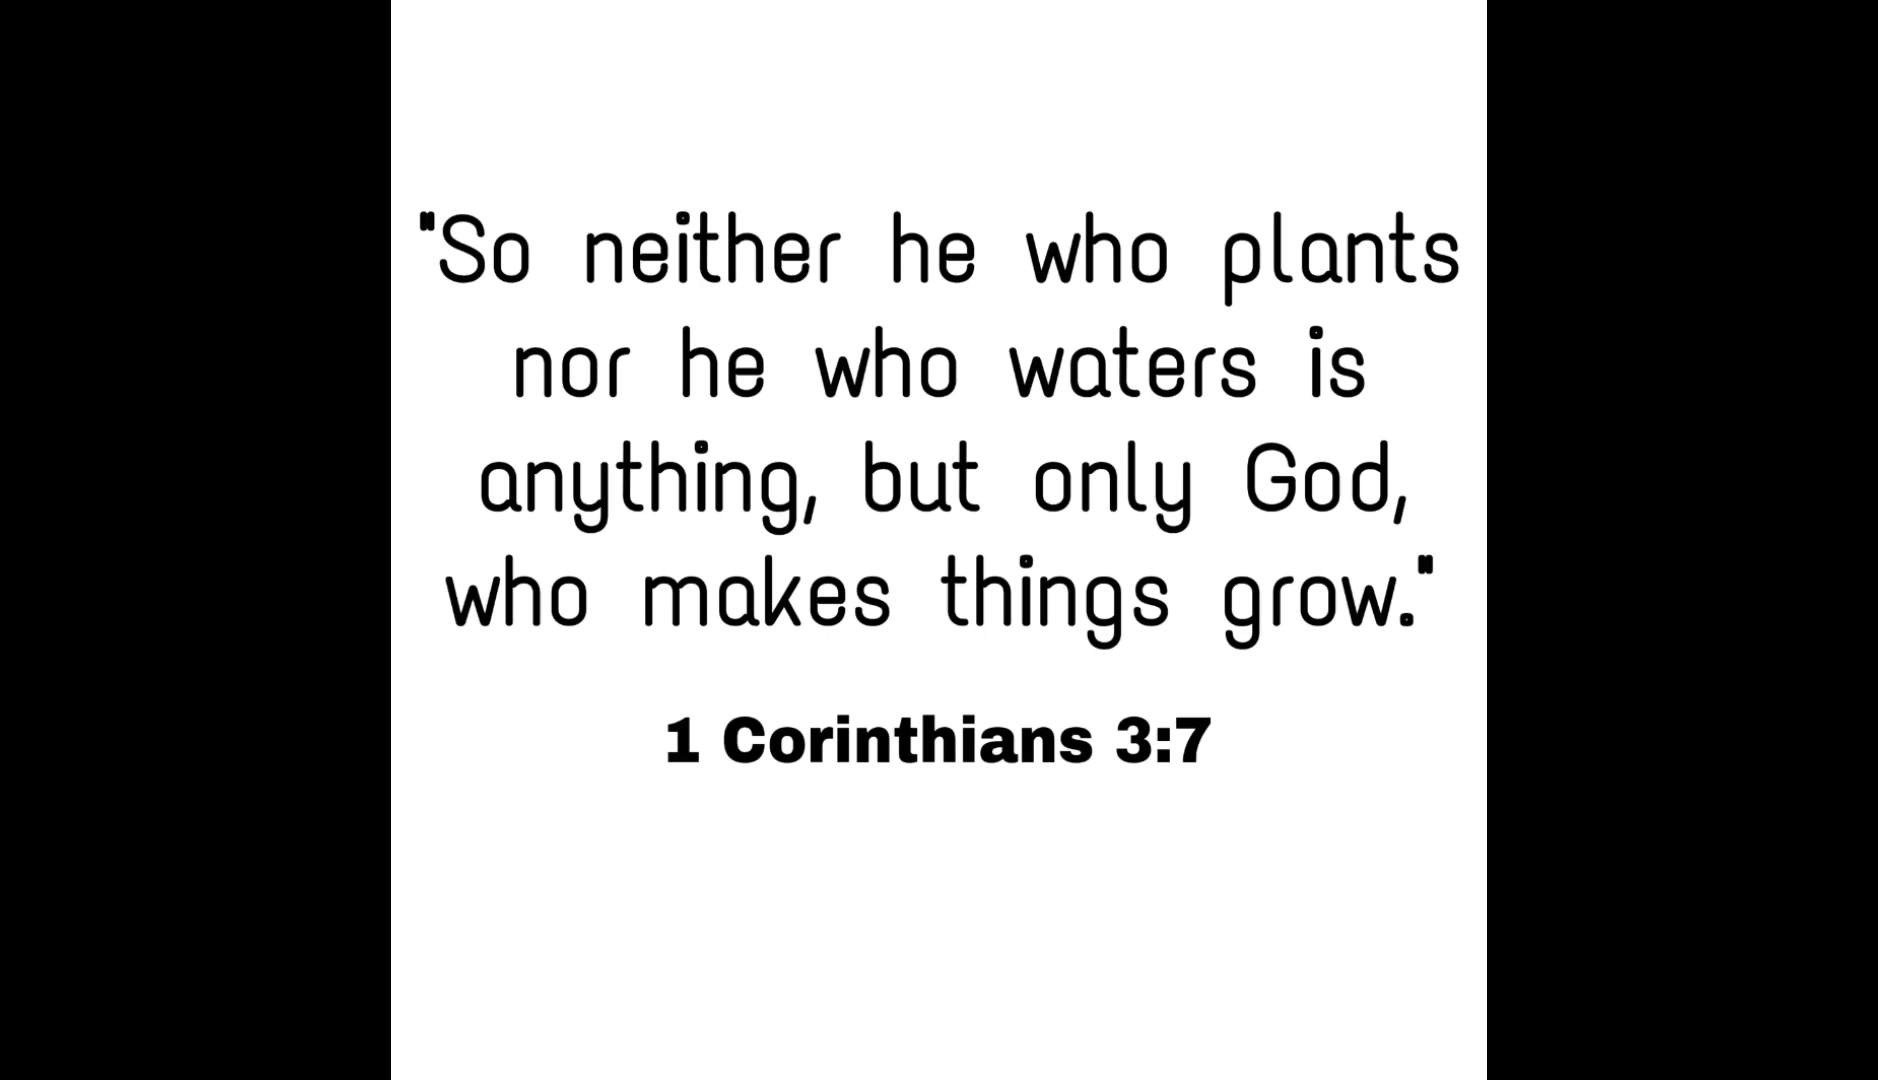 "So neither he who plants
nor he who waters is
anything, but only God,
who makes things grow."
1 Corinthians 3:7